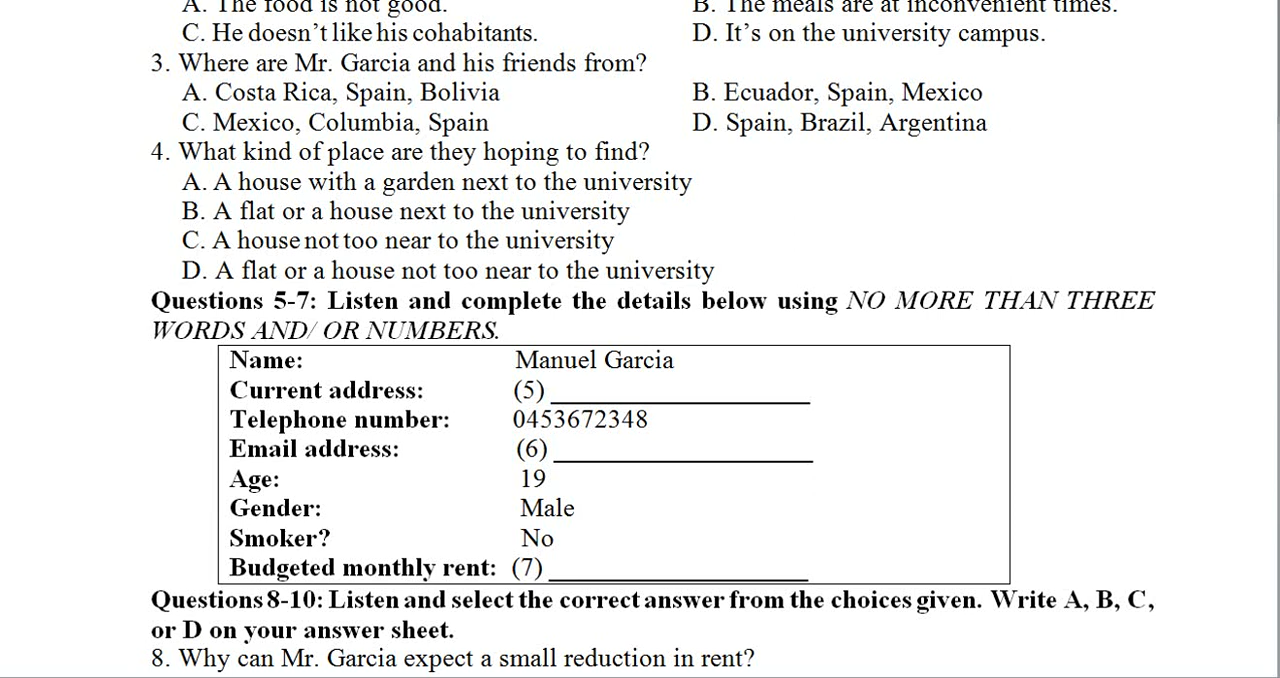 A. The food is not good. B. The meals are at inconvenient times.
C. He doesn't like his cohabitants. D. It's on the university campus.
3. Where are Mr. Garcia and his friends from?
A. Costa Rica, Spain, Bolivia B. Ecuador, Spain, Mexico
C. Mexico, Columbia, Spain D. Spain, Brazil, Argentina
4. What kind of place are they hoping to find?
A. A house with a garden next to the university
B. A flat or a house next to the university
C. A house not too near to the university
D. A flat or a house not too near to the university
Questions 5-7: Listen and complete the details below using NO MORE THAN THREE
WORDS AND/ OR NUMBERS.
Name: Manuel Garcia
Current address: (5) ____________________
Telephone number: 0453672348
Email address: (6) ____________________
Age: 19
Gender: Male
Smoker? No
Budgeted monthly rent: (7) ____________________
Questions 8-10: Listen and select the correct answer from the choices given. Write A, B, C,
or D on your answer sheet.
8. Why can Mr. Garcia expect a small reduction in rent?